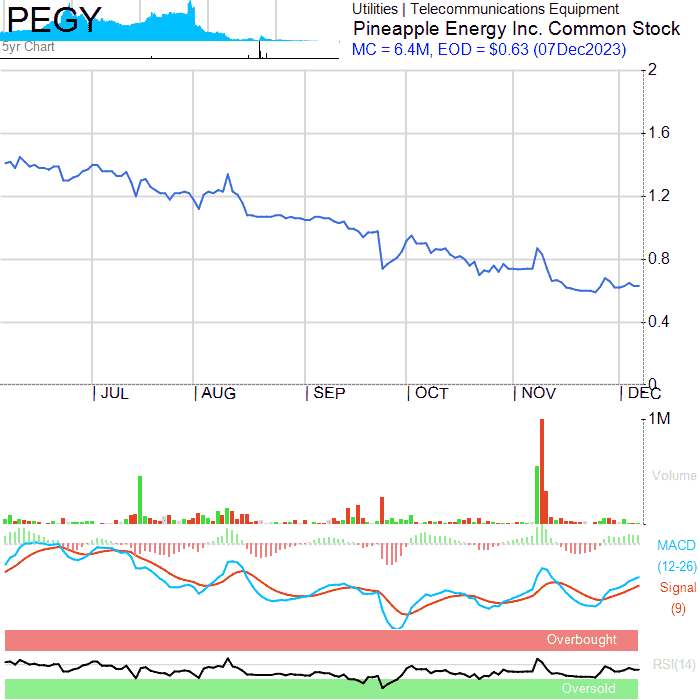 PEGY
5yr Chart
Utilities | Telecommunications Equipment
Pineapple Energy Inc. Common Stock
MC = 6.4M, EOD = $0.63 (07Dec2023)
2
1.6
1.2
0.8
0.4
0
JUL AUG SEP OCT NOV DEC
1M
Volume
MACD
(12-26)
Signal
(9)
Overbought
RSI(14)
Oversold